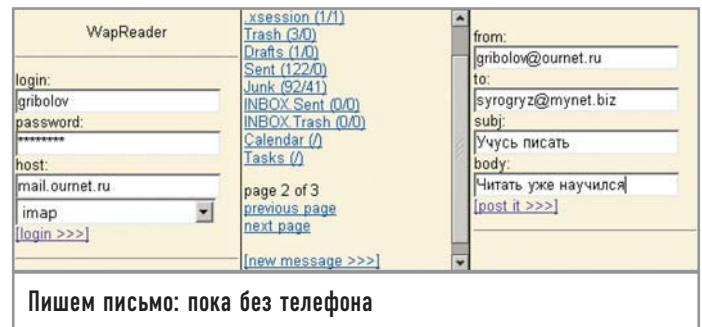 WapReader
login:
gribolov
password:
********
host:
mail.ournet.ru
imap
[login >>>]
.xsession (1/1)
Trash (3/0)
Drafts (1/0)
Sent (122/0)
Junk (92/41)
INBOX.Sent (0/0)
INBOX.Trash (0/0)
Calendar (/)
Tasks (/)
page 2 of 3
previous page
next page
[new message >>>]
from:
gribolov@ournet.ru
to:
syrogryz@mynet.biz
subj:
Учусь писать
body:
Читать уже научился
[post it >>>]
Пишем письмо: пока без телефона